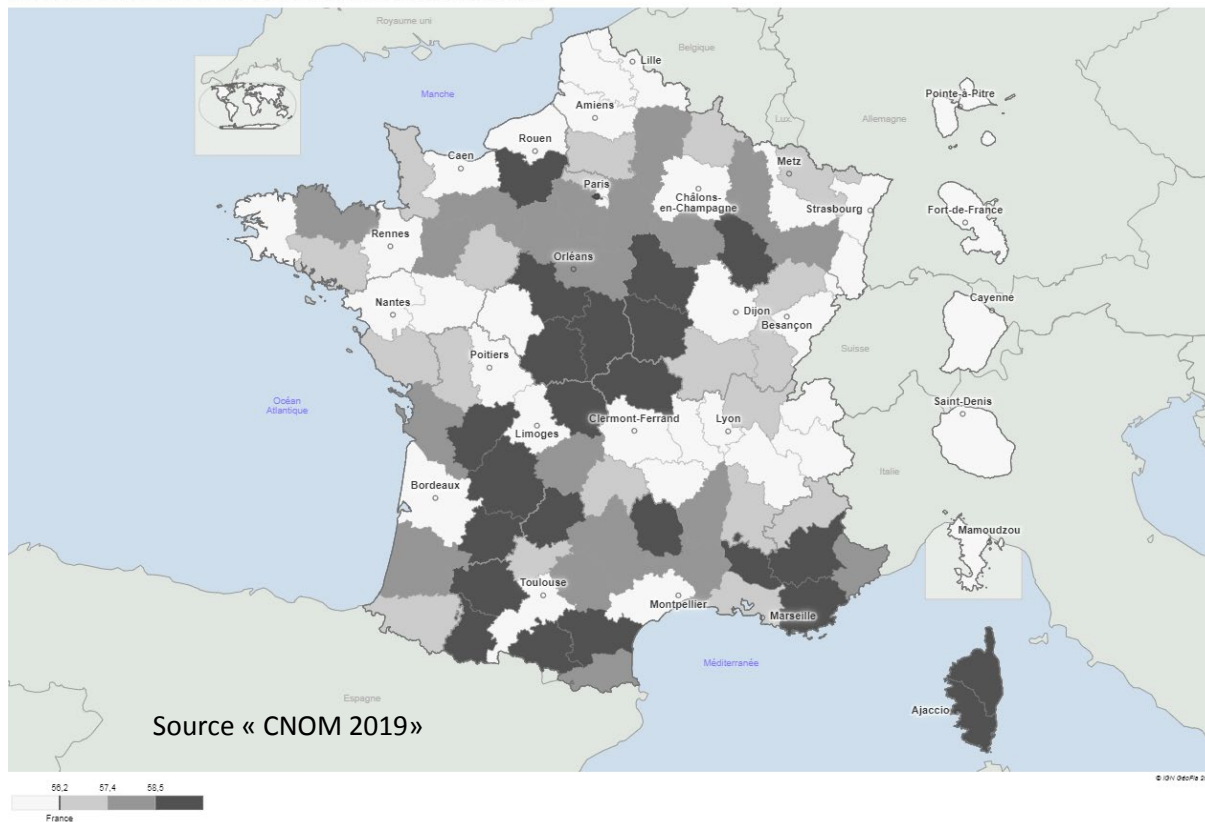 Royaume uni
Belgique
Lille
Manche
Amiens
Pointe-à-Pitre
Lux.
Allemagne
Rouen
Caen
Metz
Paris
Châlons-
en-Champagne
Strasbourg
Fort-de-France
Rennes
Orléans
Nantes
Dijon
Besançon
Cayenne
Suisse
Poitiers
Océan
Atlantique
Clermont-Ferrand
Lyon
Limoges
Saint-Denis
Italie
Bordeaux
Mamoudzou
Toulouse
Montpellier
Marseille
Méditerranée
Espagne
Ajaccio
Source « CNOM 2019»
56,2
57,4
58,5
France